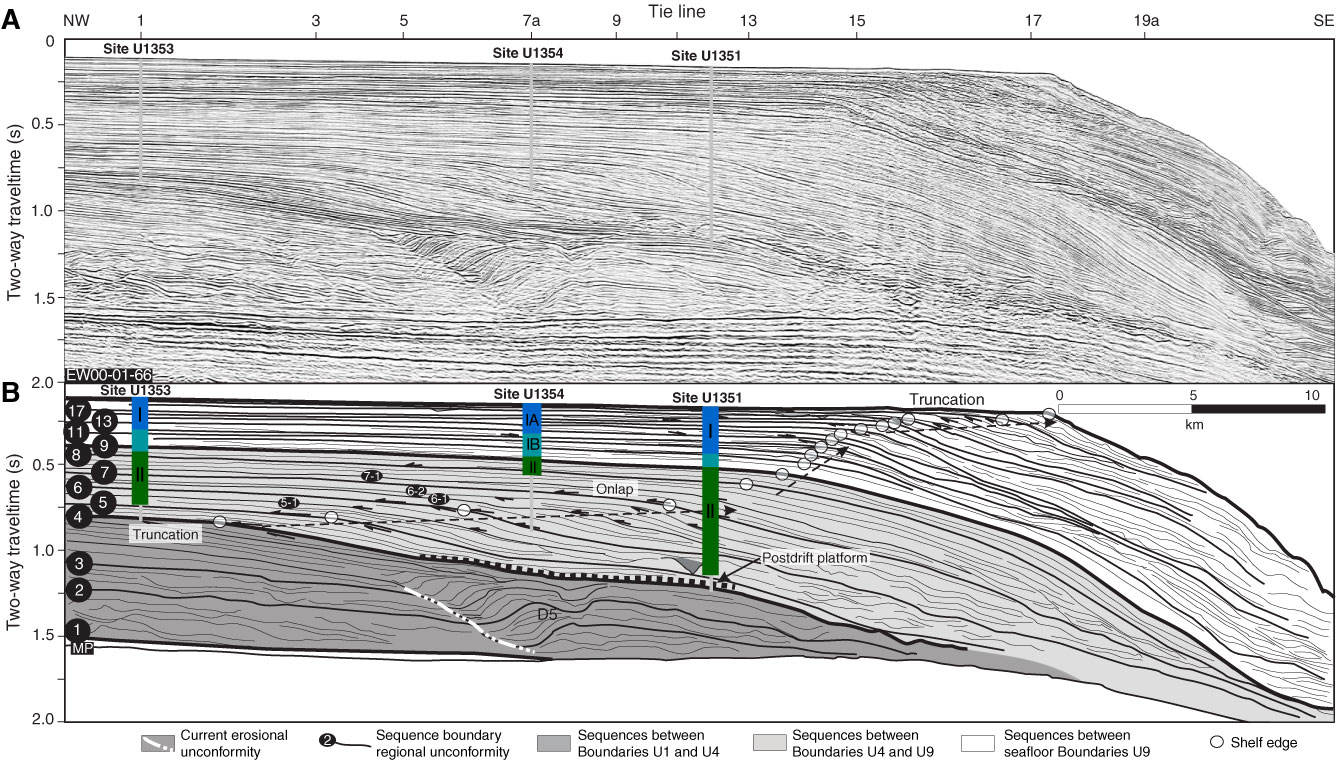 A
NW 1 3 5 7a 9 Tie line 13 15 17 19a SE
0
Site U1353
Site U1354
Site U1351
0.5
1.0
1.5
2.0
Two-way traveltime (s)
EW00-01-66
B
Site U1353
Site U1354
Site U1351
Truncation
0 5 10
km
17
13
11
9
8
7
6
5
4
3
2
1
MP
I
II
IA
IB
II
I
II
7-1
6-2
6-1
5-1
Onlap
Truncation
Postdrift platform
D5
0.5
1.0
1.5
2.0
Two-way traveltime (s)
Current erosional
unconformity
2
Sequence boundary
regional unconformity
Sequences between
Boundaries U1 and U4
Sequences between
Boundaries U4 and U9
Sequences between
seafloor Boundaries U9
Shelf edge